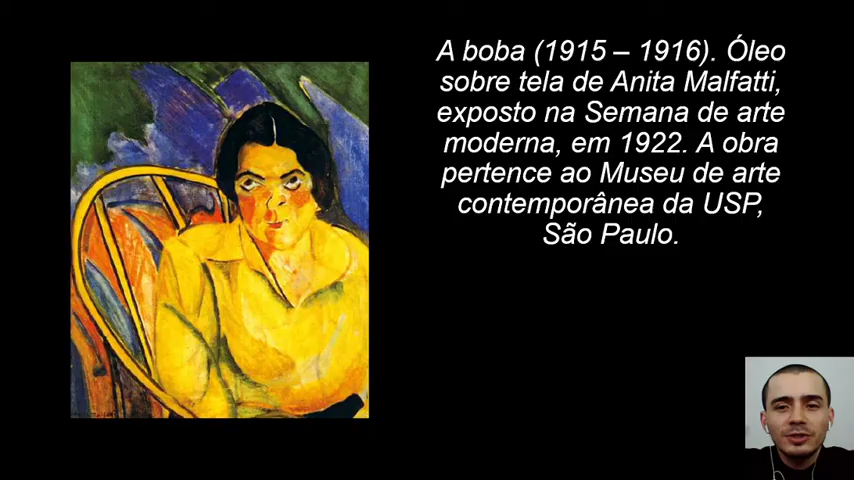 A boba (1915 – 1916). Óleo
sobre tela de Anita Malfatti,
exposto na Semana de arte
moderna, em 1922. A obra
pertence ao Museu de arte
contemporânea da USP,
São Paulo.